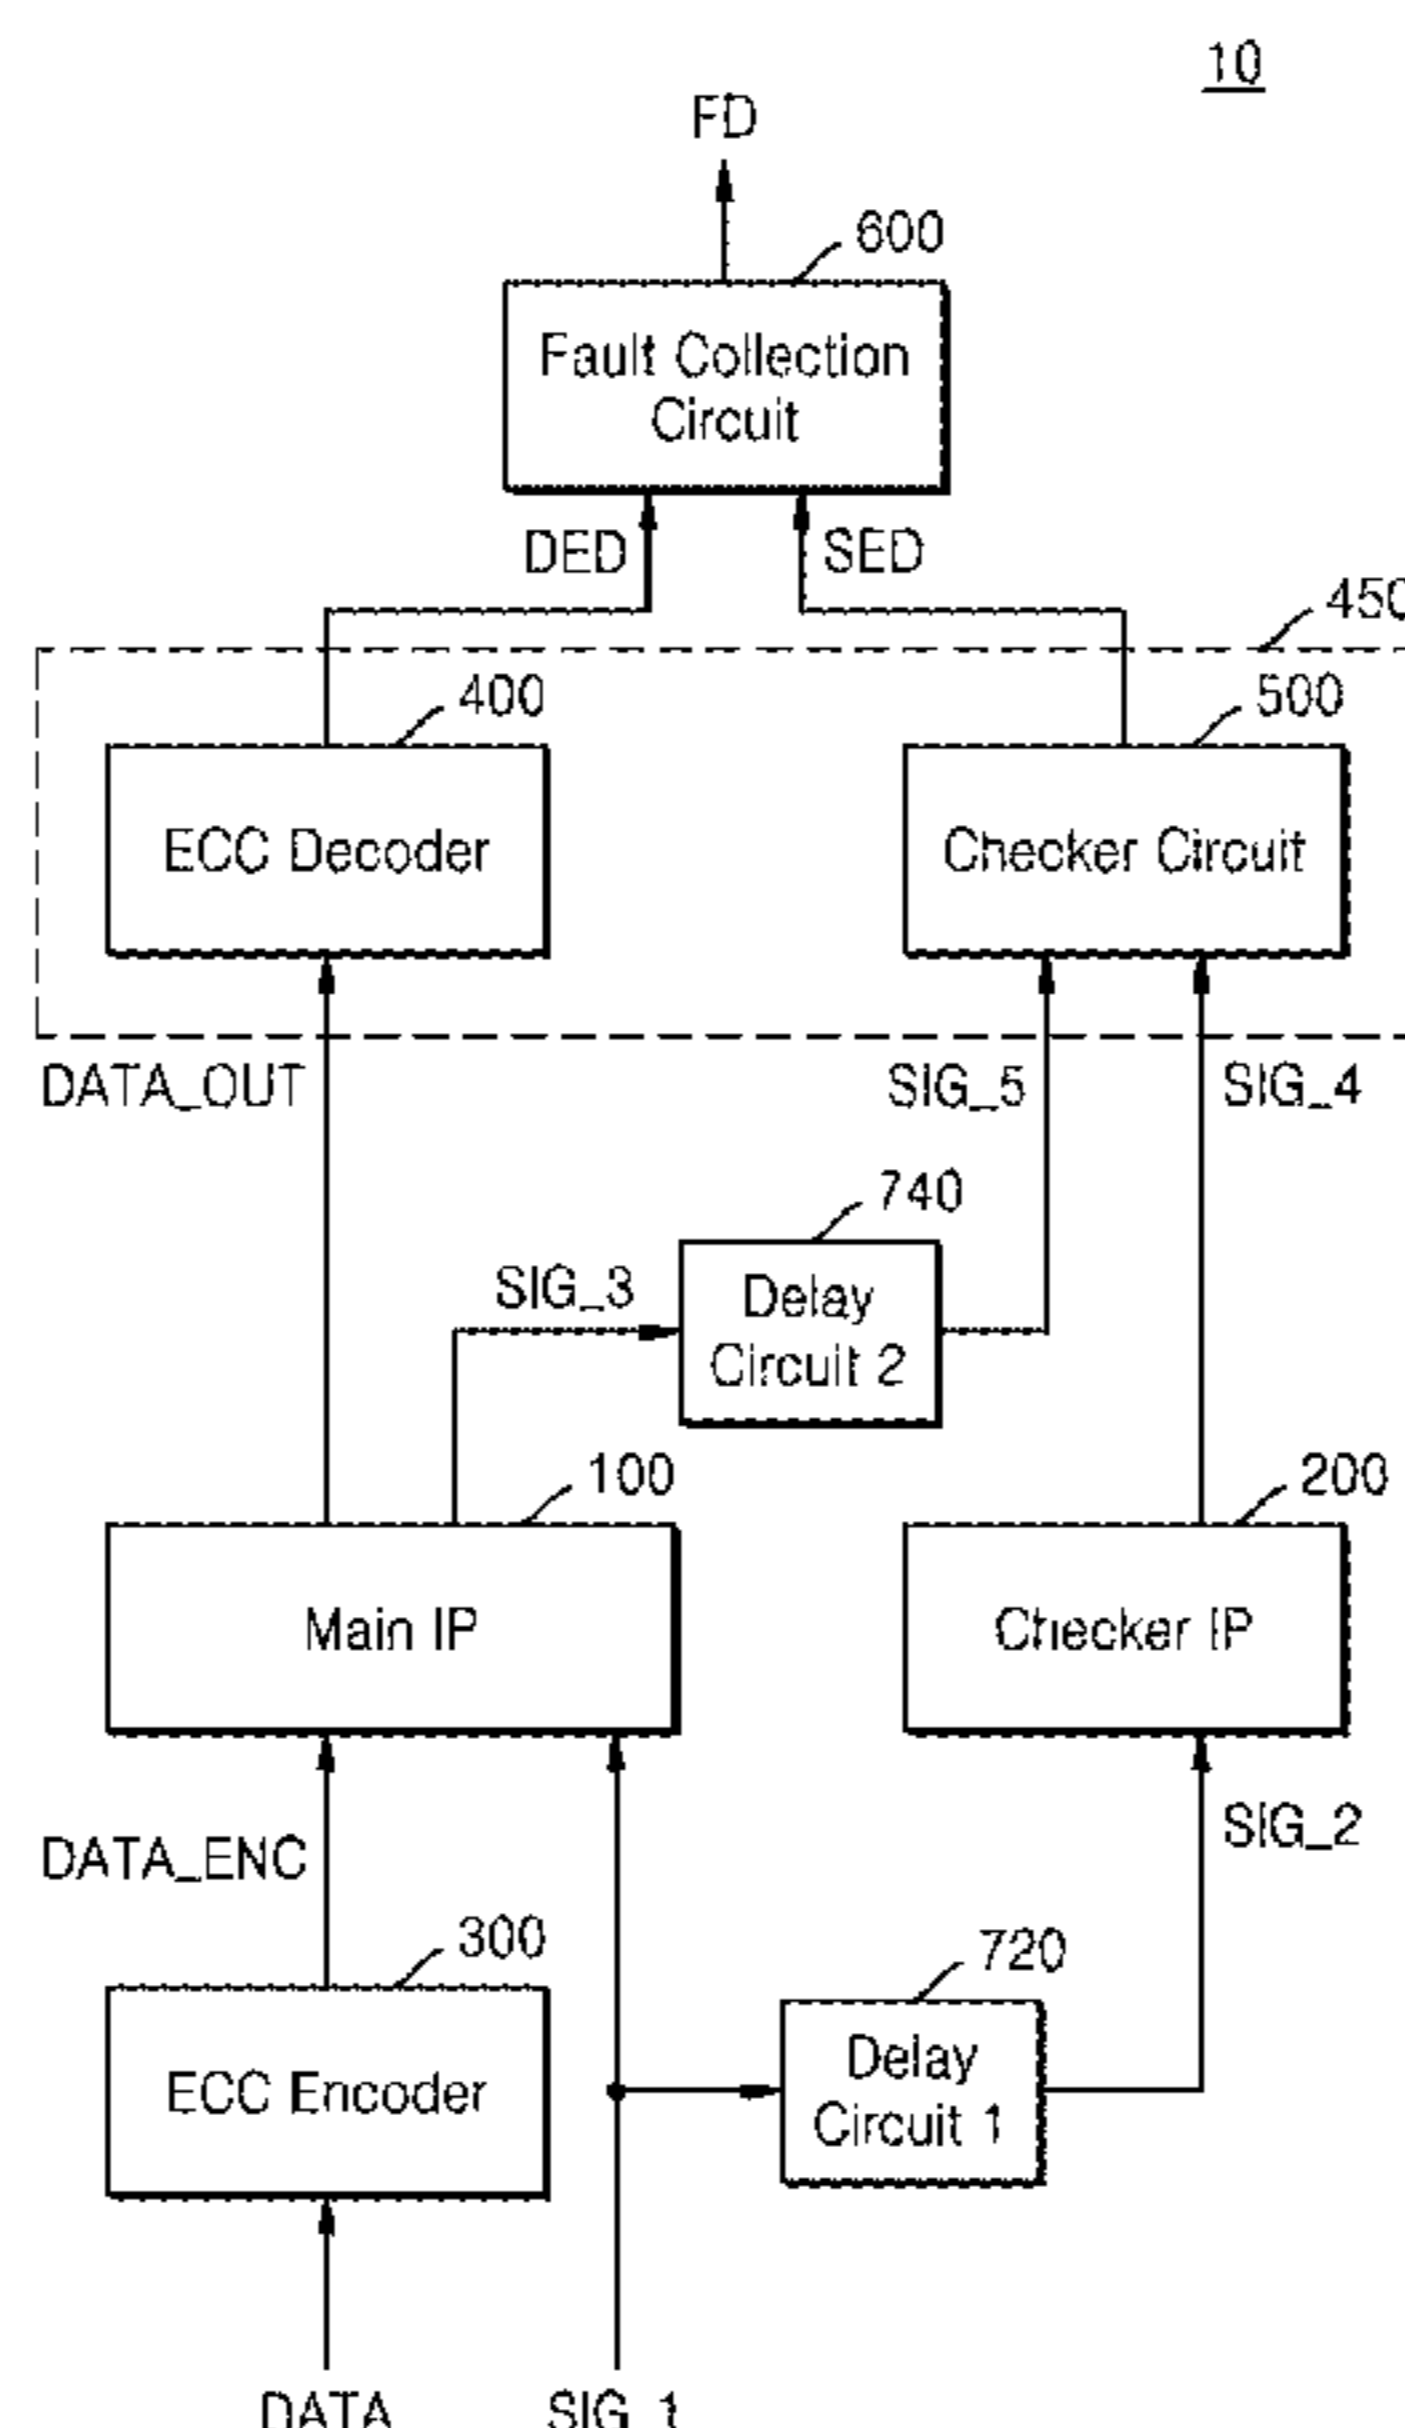 10
FD
600
Fault Collection
Circuit
DED
SED
450
400
500
ECC Decoder
Checker Circuit
DATA_OUT
SIG_5
SIG_4
740
SIG_3
Delay
Circuit 2
100
200
Main IP
Checker IP
DATA_ENC
SIG_2
300
720
ECC Encoder
Delay
Circuit 1
DATA
SIG_1